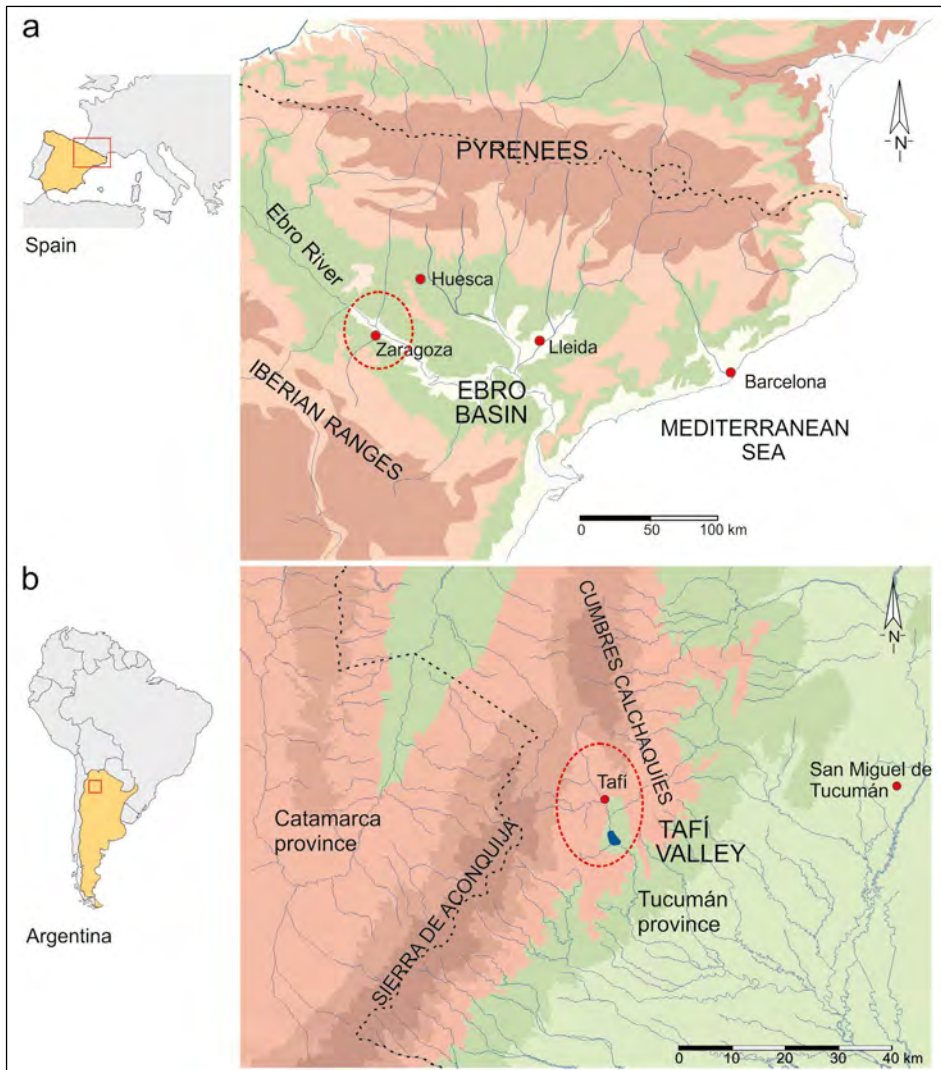 a
Spain
PYRENEES
Ebro River
Huesca
Zaragoza
Lleida
Barcelona
EBRO
BASIN
IBERIAN RANGES
MEDITERRANEAN
SEA
N
0 50 100 km
b
Argentina
CUMBRES CALCHAQUÍES
N
Tafí
San Miguel de
Tucumán
Catamarca
province
TAFÍ
VALLEY
SIERRA DE ACONQUIJA
Tucumán
province
0 10 20 30 40 km